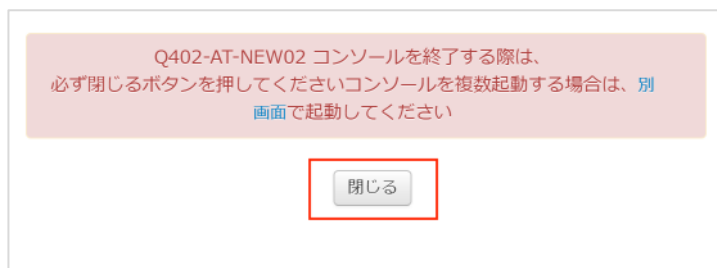 Q402-AT-NEW02 コンソールを終了する際は、
必ず閉じるボタンを押してくださいコンソールを複数起動する場合は、別
画面で起動してください
閉じる